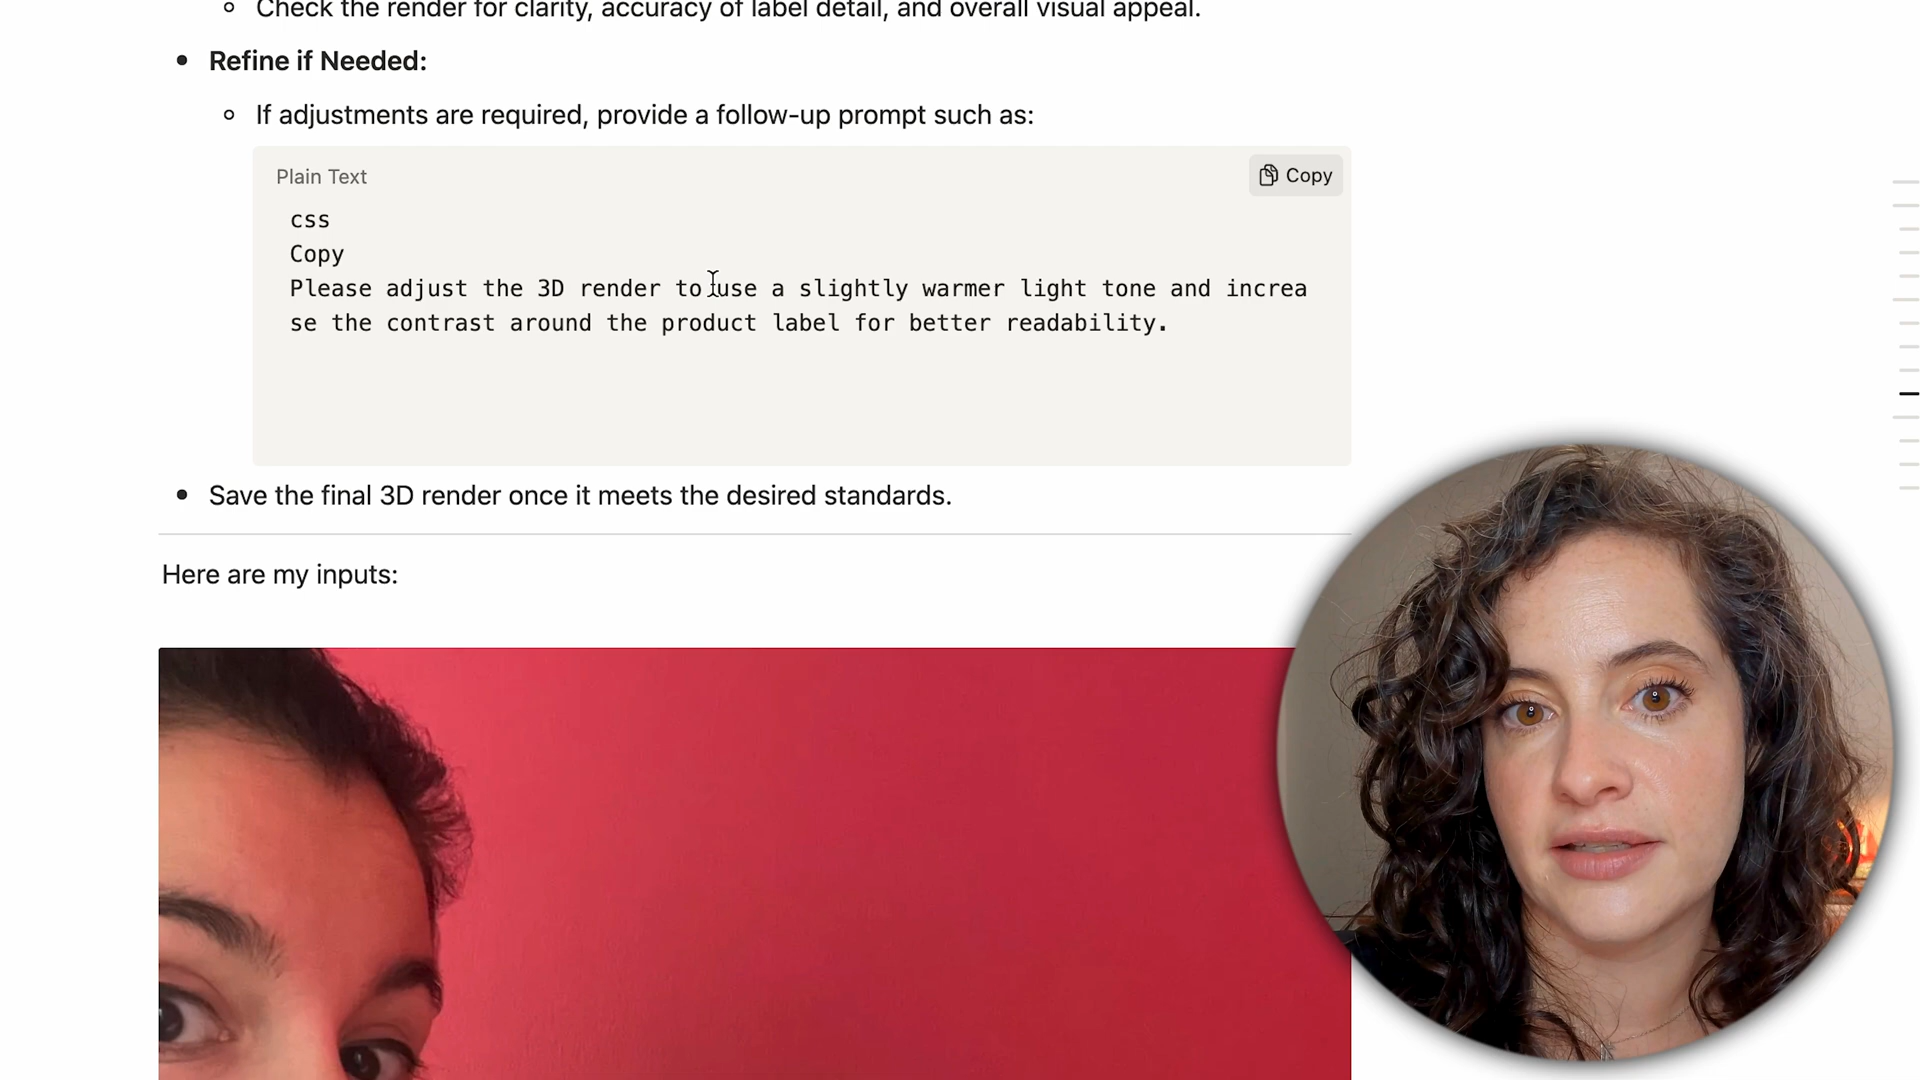 Check the render for clarity, accuracy of label detail, and overall visual appeal.
Refine if Needed:
If adjustments are required, provide a follow-up prompt such as:
Plain Text
Copy
css
Copy
Please adjust the 3D render to use a slightly warmer light tone and increa
se the contrast around the product label for better readability.
Save the final 3D render once it meets the desired standards.
Here are my inputs: